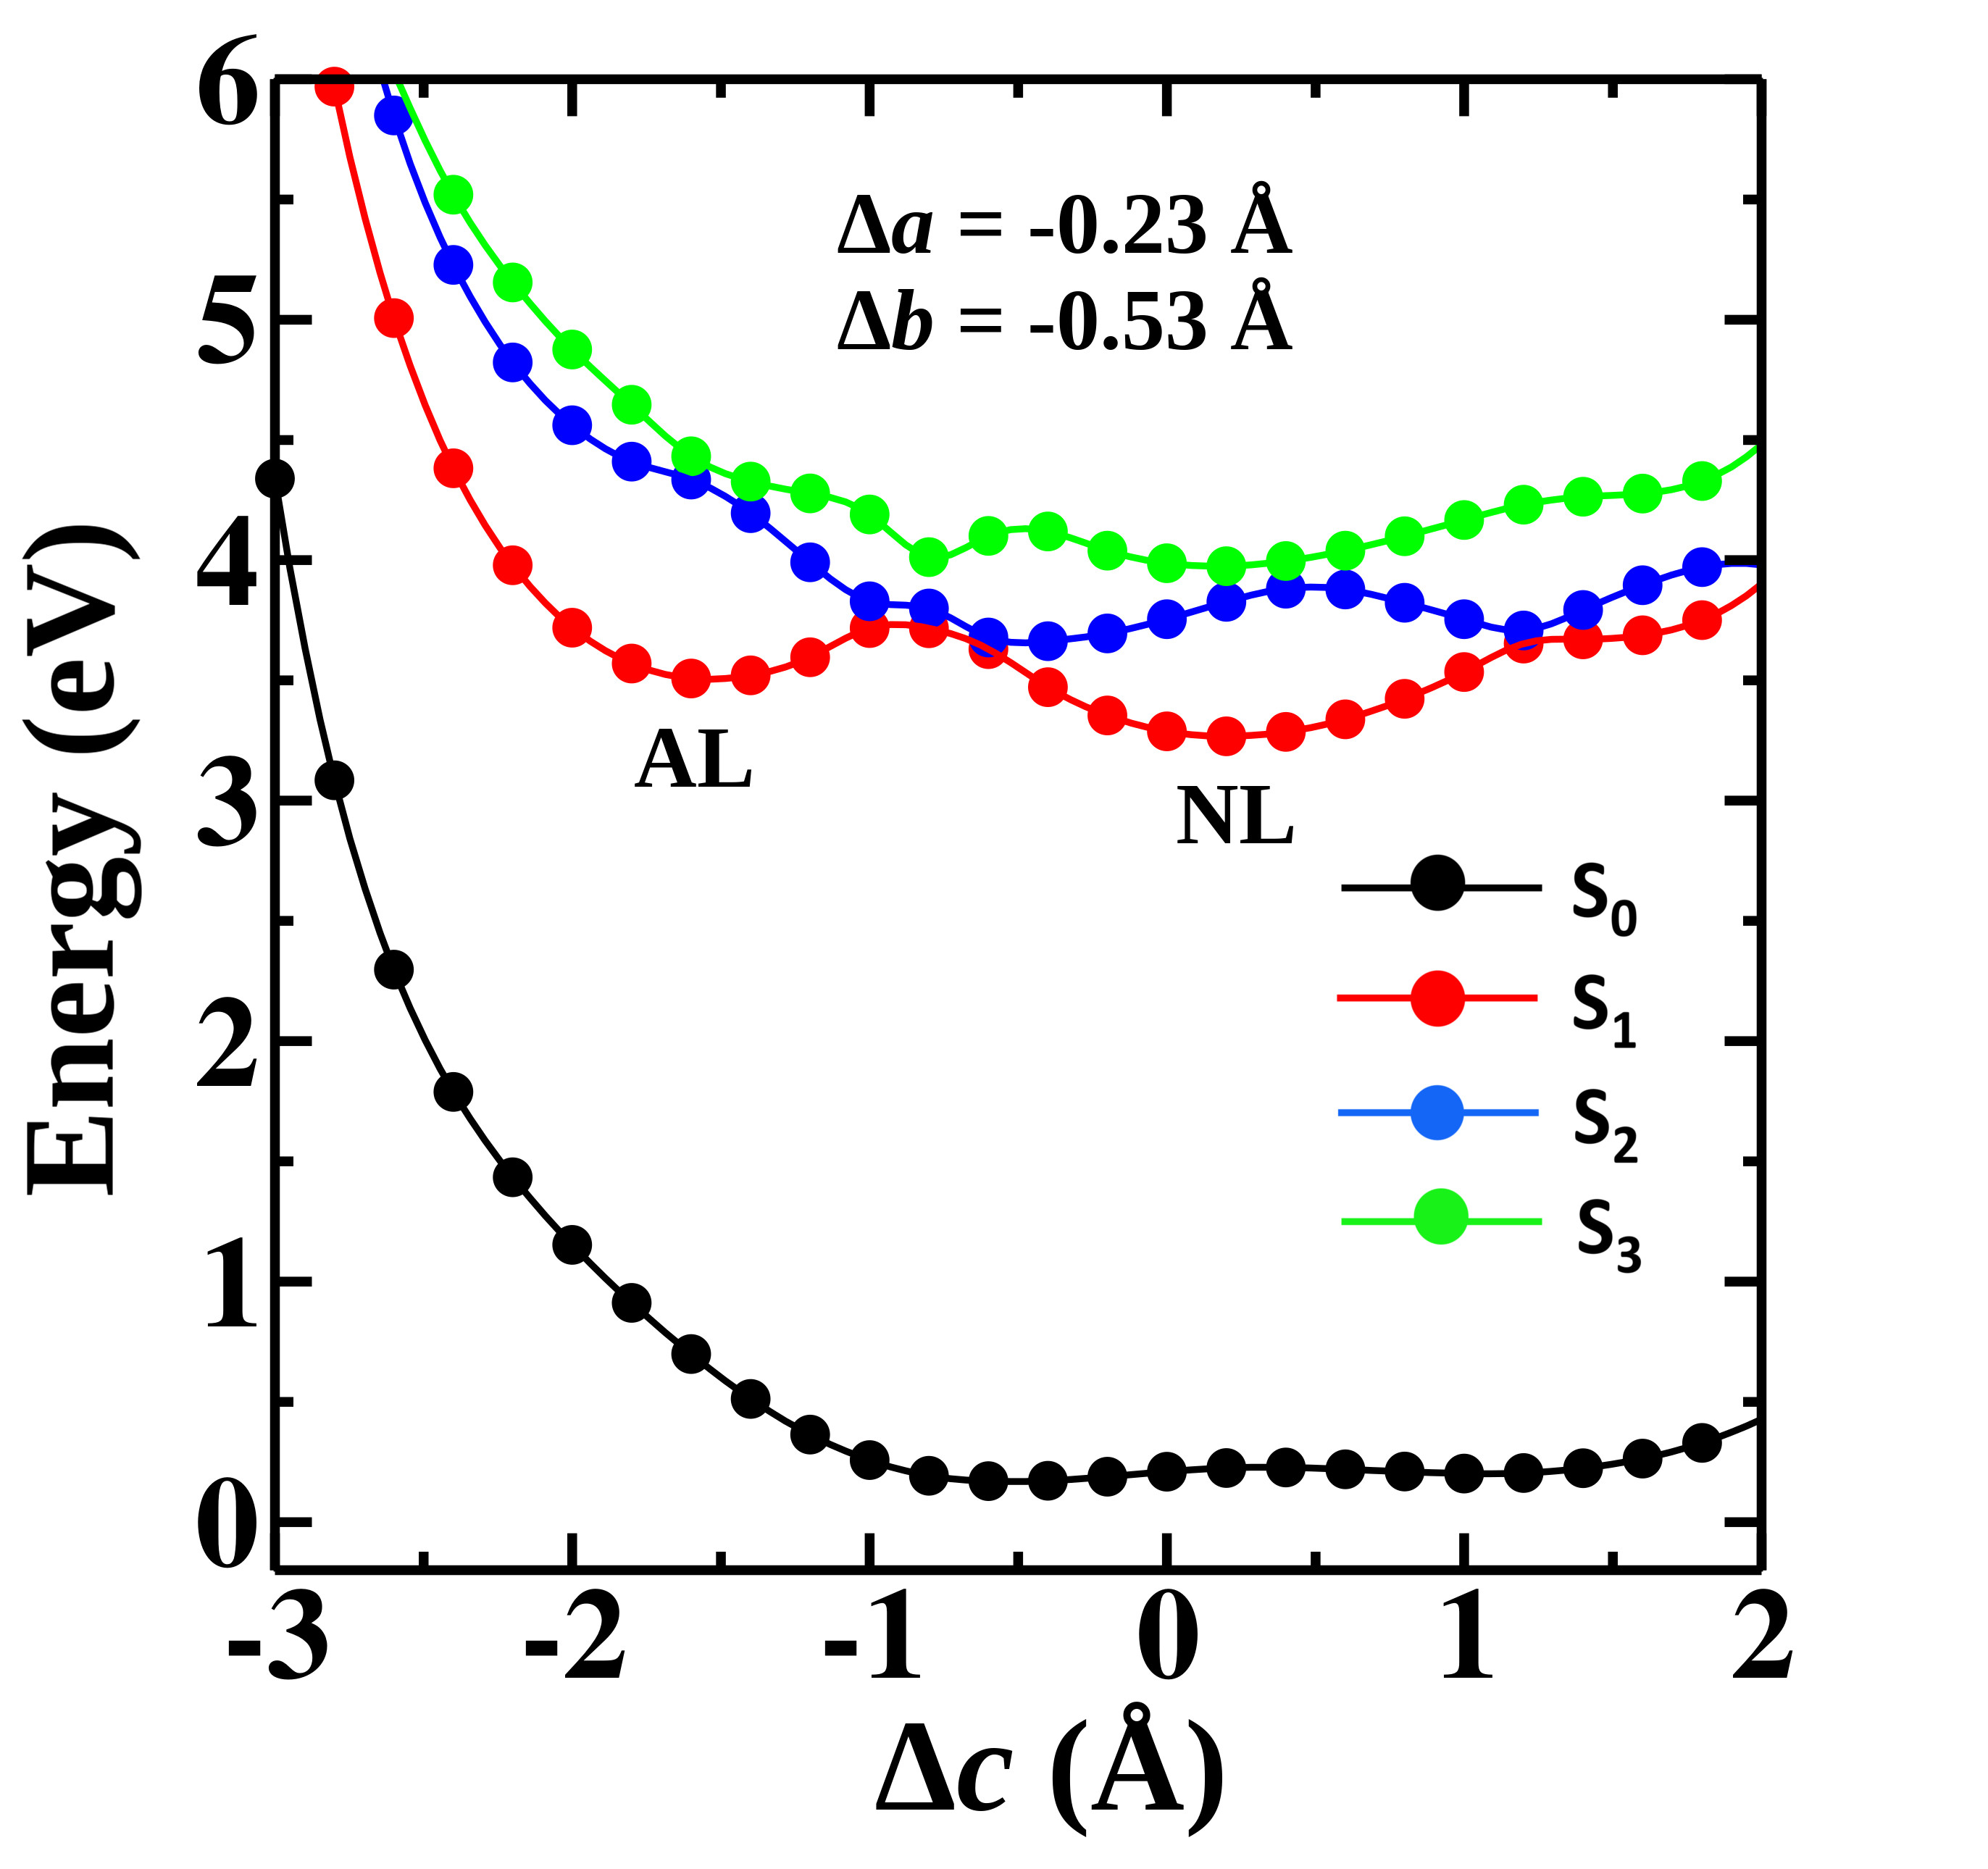 6
5
4
3
2
1
0
Energy (eV)
Δa = -0.23 Å
Δb = -0.53 Å
AL
NL
S₀
S₁
S₂
S₃
-3 -2 -1 0 1 2
Δc (Å)